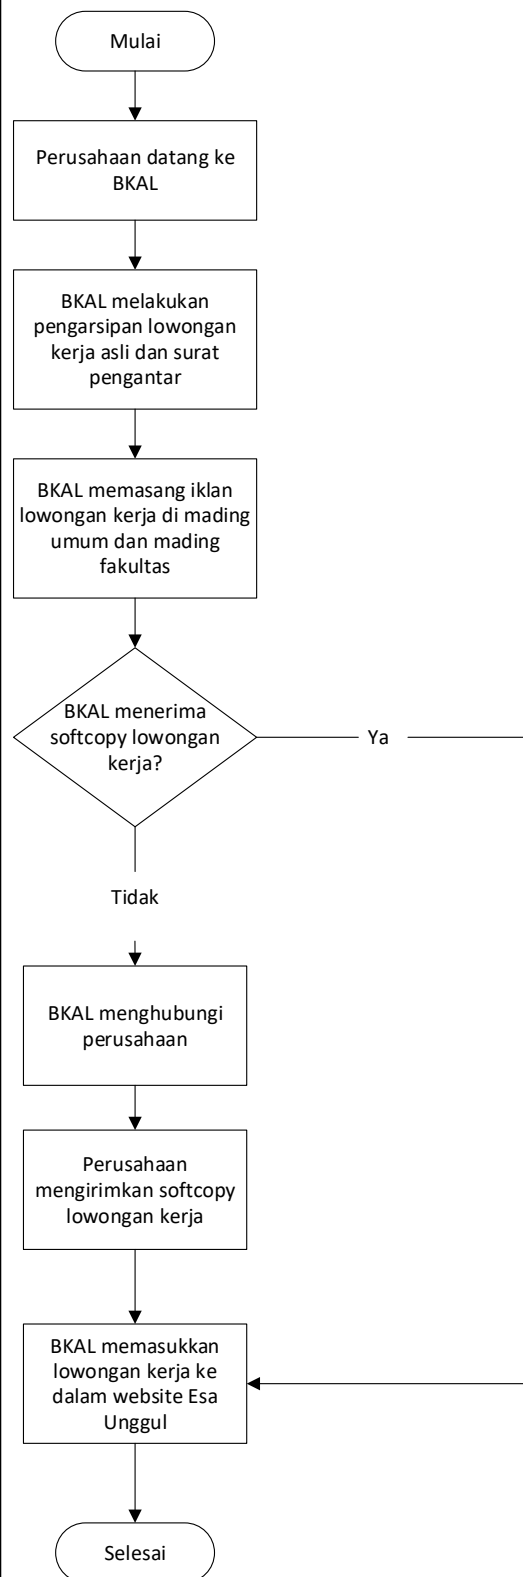 Mulai
Perusahaan datang ke
BKAL
BKAL melakukan
pengarsipan lowongan
kerja asli dan surat
pengantar
BKAL memasang iklan
lowongan kerja di mading
umum dan mading
fakultas
BKAL menerima
softcopy lowongan
kerja?
Ya
Tidak
BKAL menghubungi
perusahaan
Perusahaan
mengirimkan softcopy
lowongan kerja
BKAL memasukkan
lowongan kerja ke
dalam website Esa
Unggul
Selesai